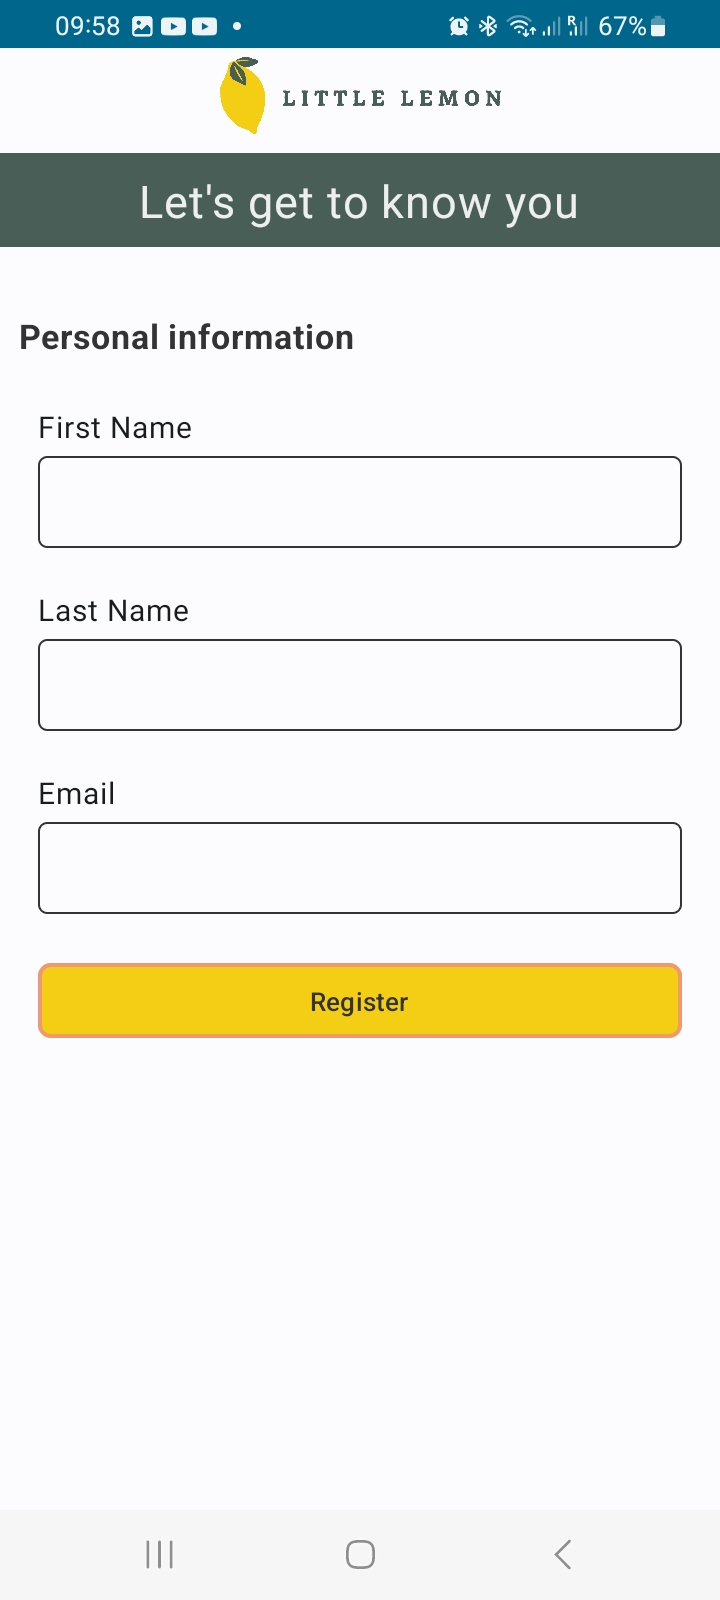 09:58 R 67%
LITTLE LEMON
Let's get to know you
Personal information
First Name
Last Name
Email
Register